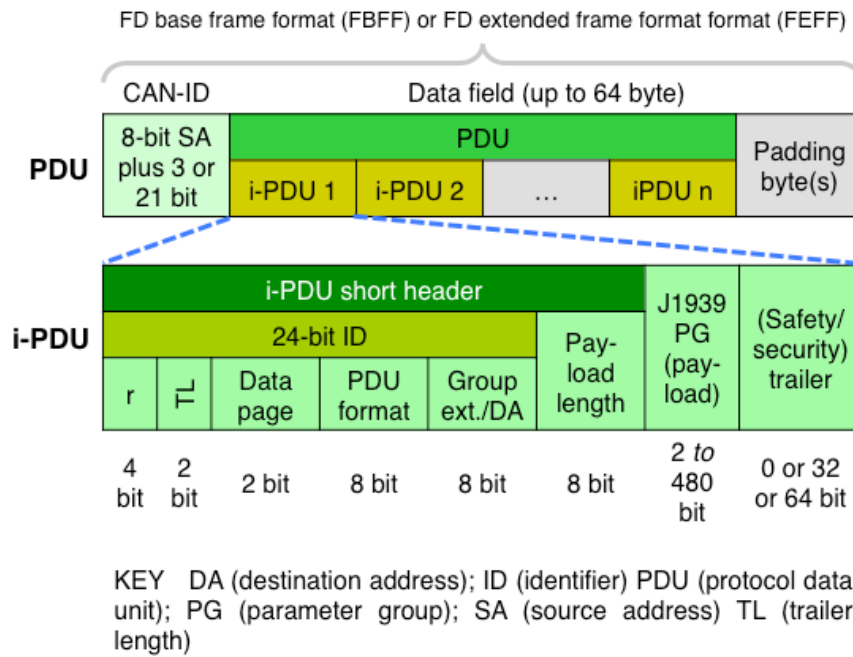 FD base frame format (FBFF) or FD extended frame format format (FEFF)
CAN-ID
Data field (up to 64 byte)
PDU
8-bit SA
plus 3 or
21 bit
PDU
i-PDU 1
i-PDU 2
...
iPDU n
Padding
byte(s)
i-PDU
i-PDU short header
24-bit ID
r
TL
Data
page
PDU
format
Group
ext./DA
Pay-
load
length
J1939
PG
(pay-
load)
(Safety/
security)
trailer
4
bit
2
bit
2 bit
8 bit
8 bit
8 bit
2 to
480
bit
0 or 32
or 64 bit
KEY DA (destination address); ID (identifier) PDU (protocol data
unit); PG (parameter group); SA (source address) TL (trailer
length)